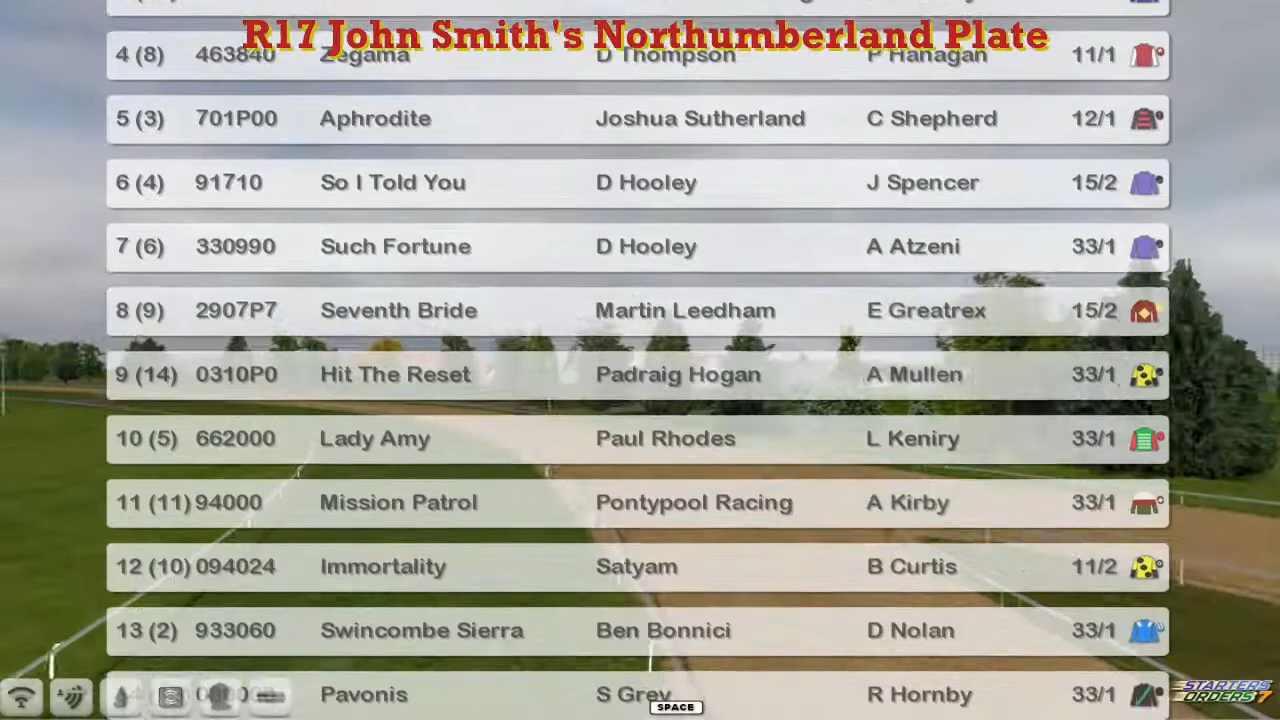 R17 John Smith's Northumberland Plate
4 (8) 463840 Zegama D Thompson P Hanagan 11/1
5 (3) 701P00 Aphrodite Joshua Sutherland C Shepherd 12/1
6 (4) 91710 So I Told You D Hooley J Spencer 15/2
7 (6) 330990 Such Fortune D Hooley A Atzeni 33/1
8 (9) 2907P7 Seventh Bride Martin Leedham E Greatrex 15/2
9 (14) 0310P0 Hit The Reset Padraig Hogan A Mullen 33/1
10 (5) 662000 Lady Amy Paul Rhodes L Keniry 33/1
11 (11) 94000 Mission Patrol Pontypool Racing A Kirby 33/1
12 (10) 094024 Immortality Satyam B Curtis 11/2
13 (2) 933060 Swincombe Sierra Ben Bonnici D Nolan 33/1
Pavonis S Grey R Hornby 33/1
SPACE
STARTERS
ORDERS 7